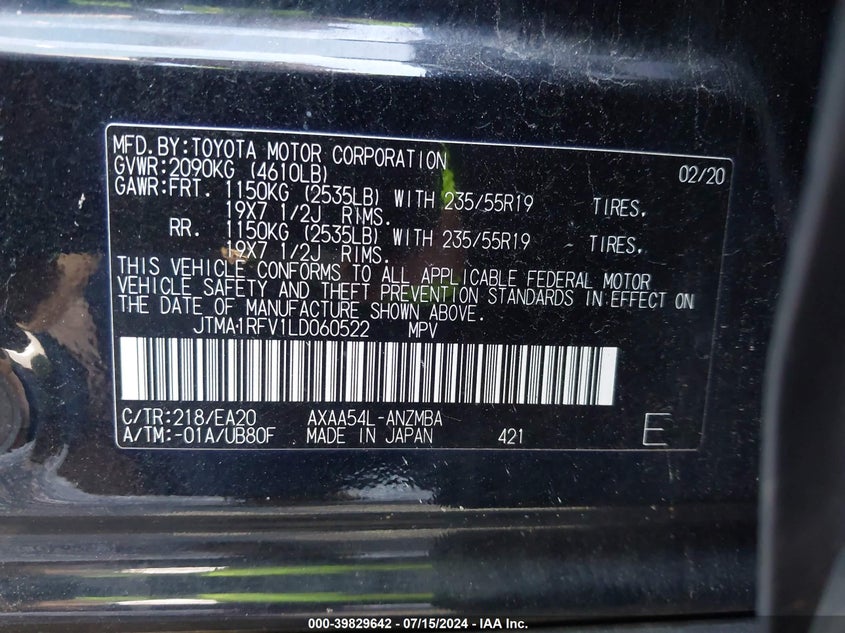 MFD.BY:TOYOTA MOTOR CORPORATION 02/20
GVWR:2090KG (4610LB)
GAWR:FRT. 1150KG (2535LB) WITH 235/55R19 TIRES,
19X7 1/2J RIMS.
RR. 1150KG (2535LB) WITH 235/55R19 TIRES,
19X7 1/2J RIMS.
THIS VEHICLE CONFORMS TO ALL APPLICABLE FEDERAL MOTOR
VEHICLE SAFETY AND THEFT PREVENTION STANDARDS IN EFFECT ON
THE DATE OF MANUFACTURE SHOWN ABOVE.
JTMA1RFV1LD060522 MPV
C/TR:218/EA20 AXAA54L-ANZMBA
A/TM:-01A/UB80F MADE IN JAPAN 421 E
000-39829642 / 07/15/2024 - IAA Inc.